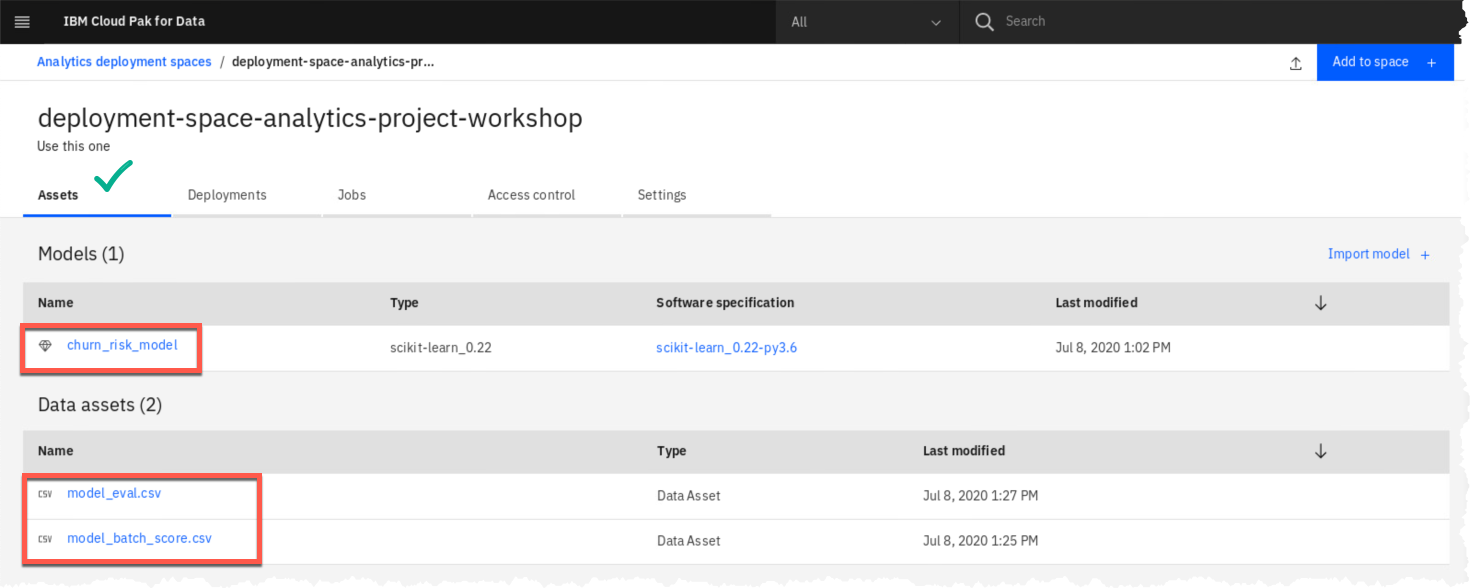 IBM Cloud Pak for Data All Search
Analytics deployment spaces / deployment-space-analytics-pr... Add to space +
deployment-space-analytics-project-workshop
Use this one
Assets Deployments Jobs Access control Settings
Models (1) Import model +
Name Type Software specification Last modified
churn_risk_model scikit-learn_0.22 scikit-learn_0.22-py3.6 Jul 8, 2020 1:02 PM
Data assets (2)
Name Type Last modified
CSV model_eval.csv Data Asset Jul 8, 2020 1:27 PM
CSV model_batch_score.csv Data Asset Jul 8, 2020 1:25 PM